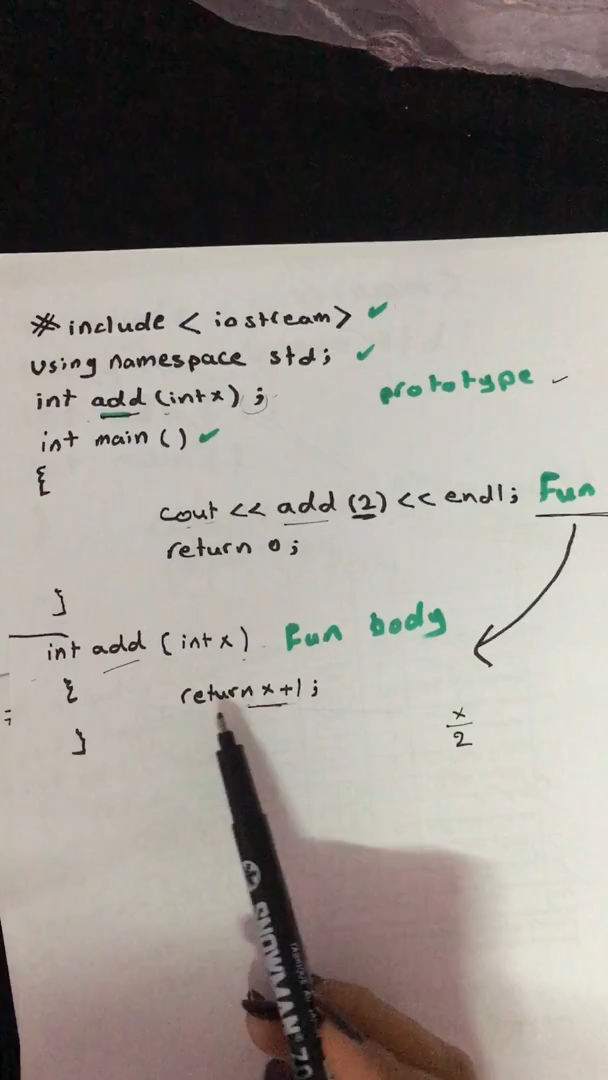 # include < iostream> ✓
using namespace std; ✓
int add (int x) ; prototype ✓
int main () ✓
{
cout << add (2) << endl; Fun
return 0;
}
int add (int x) Fun body
{ return x+1 ;
}
x
2
SNOWMAN